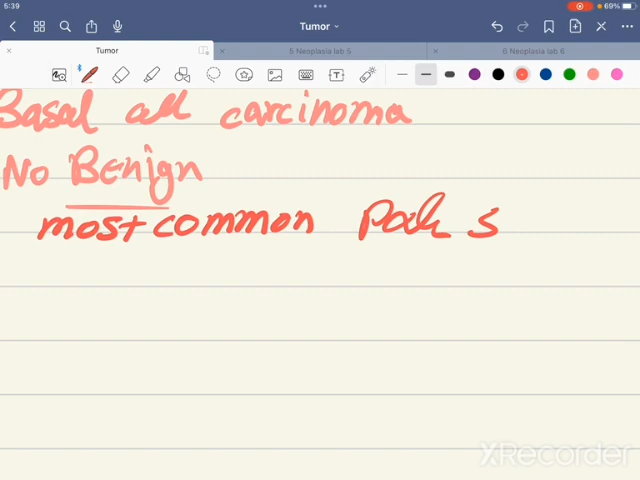 5:39
69%
Tumor
Tumor
5 Neoplasia lab 5
6 Neoplasia lab 6
Basal cell carcinoma
No Benign
most common Path s
XRecorder